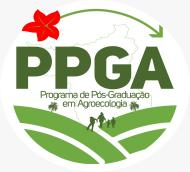 PPGA
Programa de Pós-Graduação
em Agroecologia